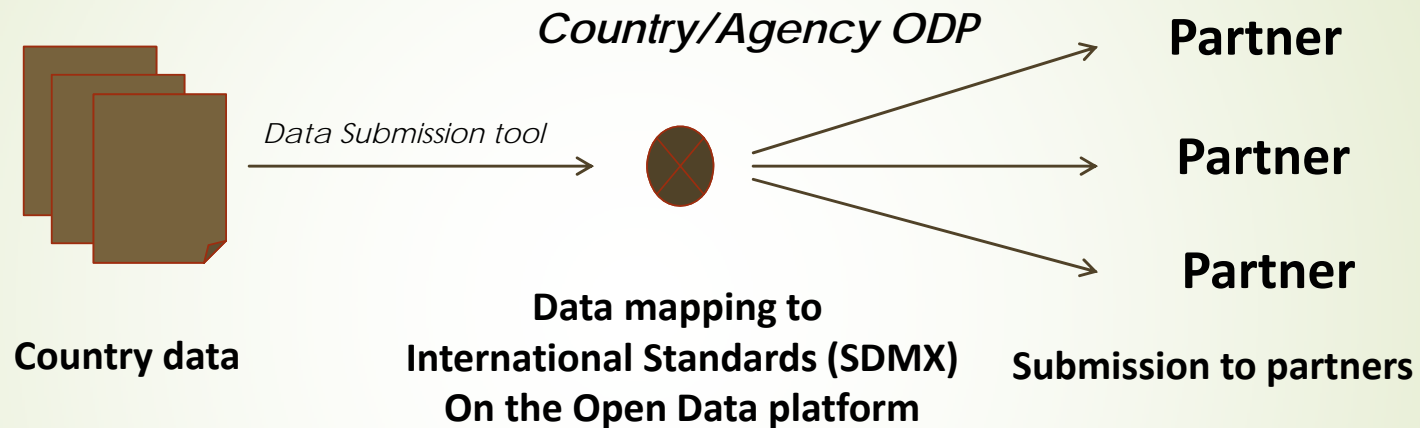 Country/Agency ODP
Data Submission tool
Partner
Partner
Partner
Country data
Data mapping to
International Standards (SDMX)
On the Open Data platform
Submission to partners